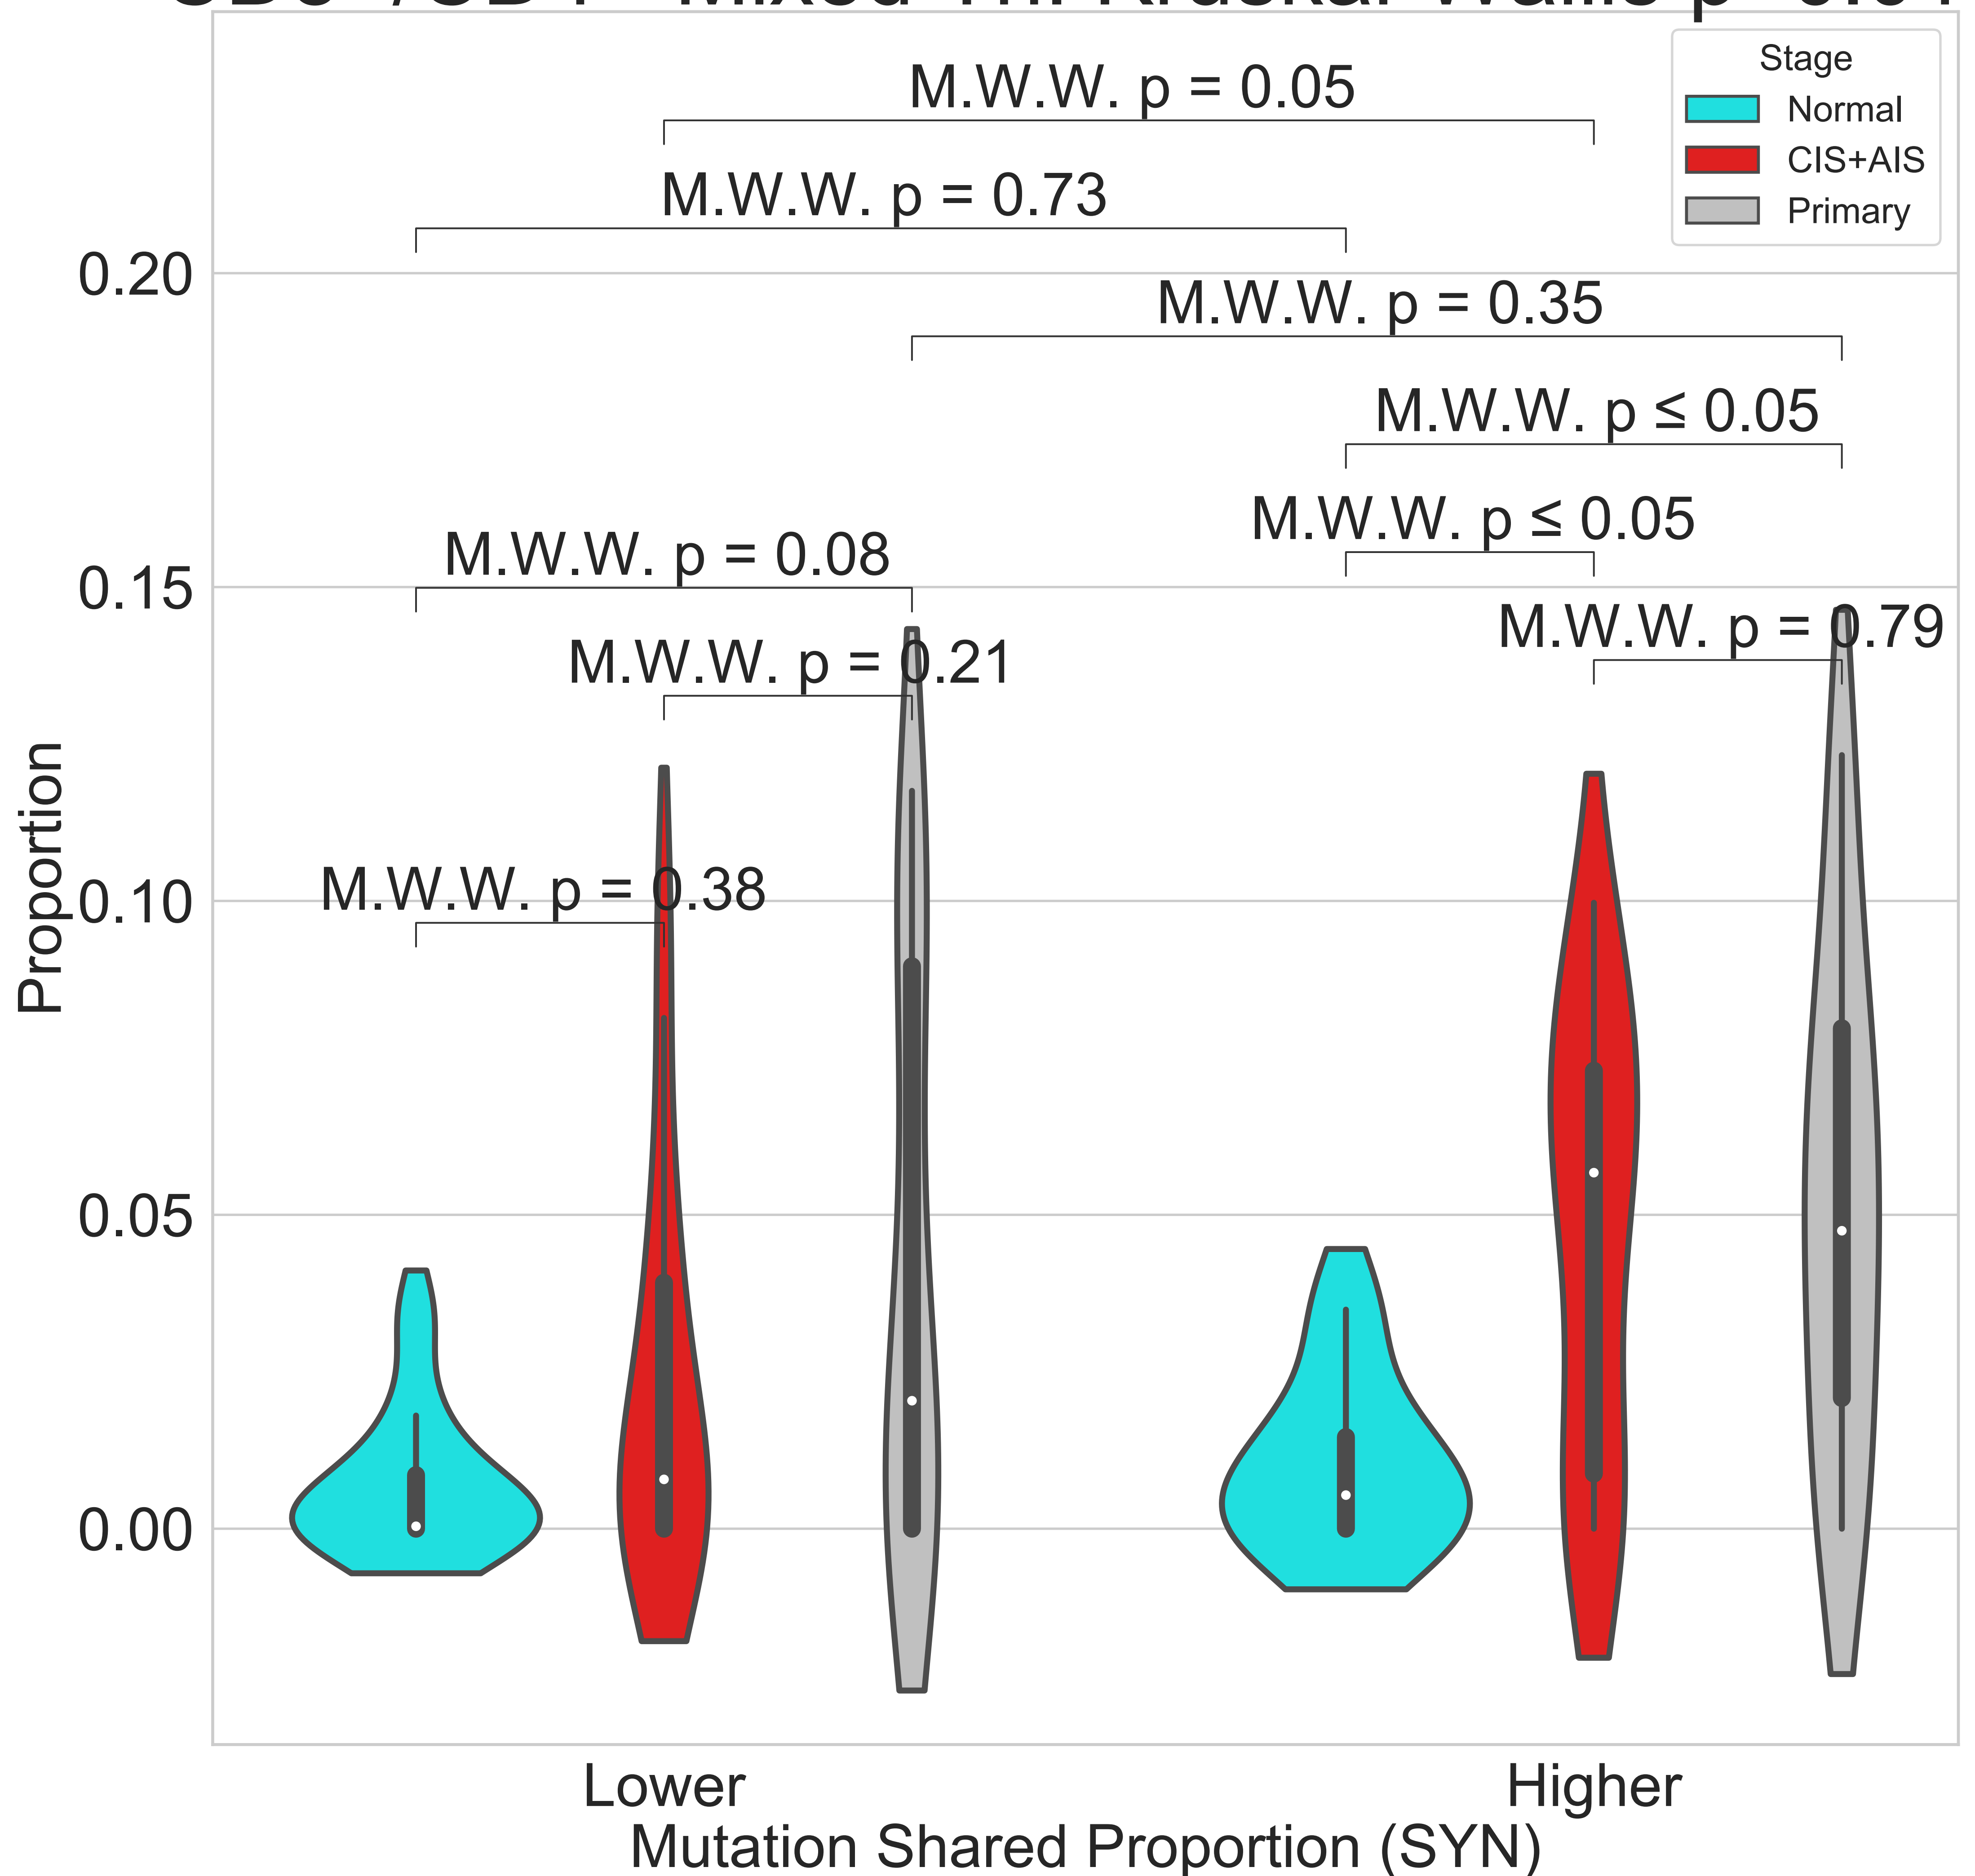 Stage
Normal
CIS+AIS
Primary
M.W.W. p = 0.05
M.W.W. p = 0.73
M.W.W. p = 0.35
M.W.W. p ≤ 0.05
M.W.W. p ≤ 0.05
M.W.W. p = 0.08
M.W.W. p = 0.79
M.W.W. p = 0.21
M.W.W. p = 0.38
0.20
0.15
0.10
0.05
0.00
Proportion
Lower
Higher
Mutation Shared Proportion (SYN)